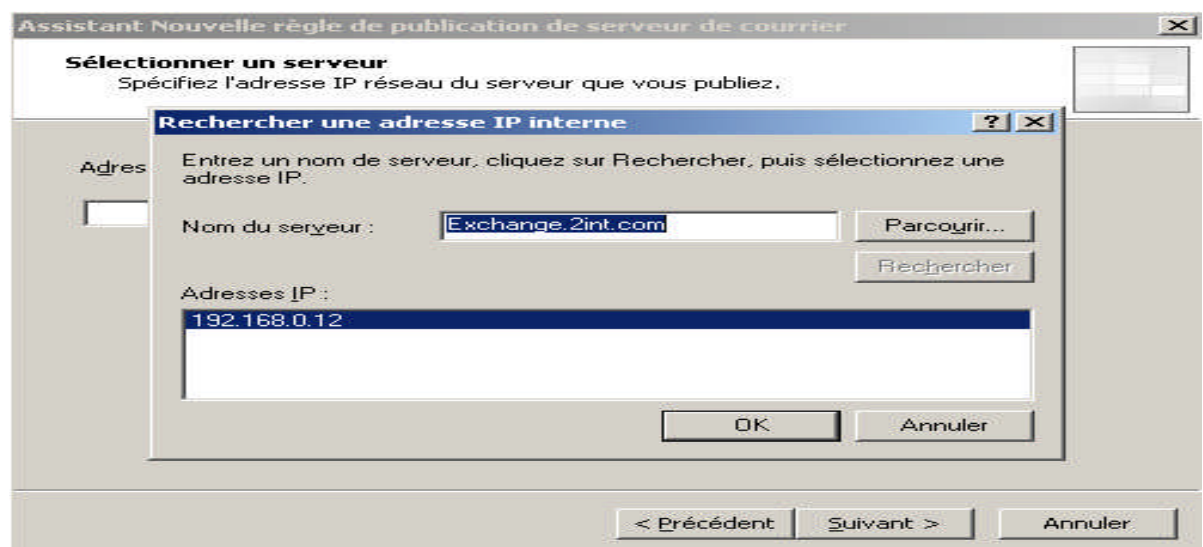 Assistant Nouvelle règle de publication de serveur de courrier
Sélectionner un serveur
Spécifiez l'adresse IP réseau du serveur que vous publiez.
Rechercher une adresse IP interne
Entrez un nom de serveur, cliquez sur Rechercher, puis sélectionnez une
adresse IP.
Adres
Nom du serveur : Exchange.2int.com Parcourir...
Rechercher
Adresses IP :
192.168.0.12
OK Annuler
< Précédent Suivant > Annuler